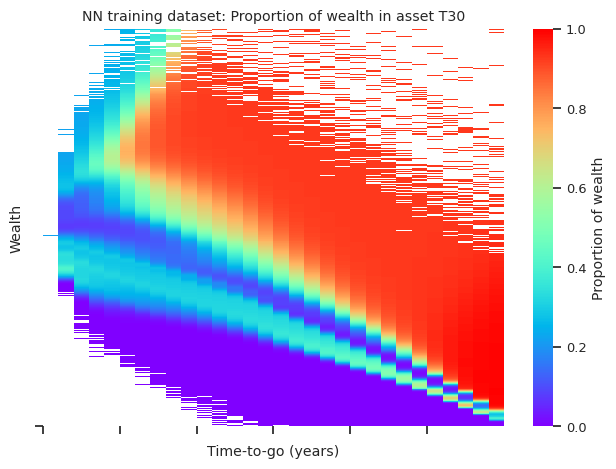 NN training dataset: Proportion of wealth in asset T30
Wealth
Time-to-go (years)
1.0
0.8
0.6
0.4
0.2
0.0
Proportion of wealth